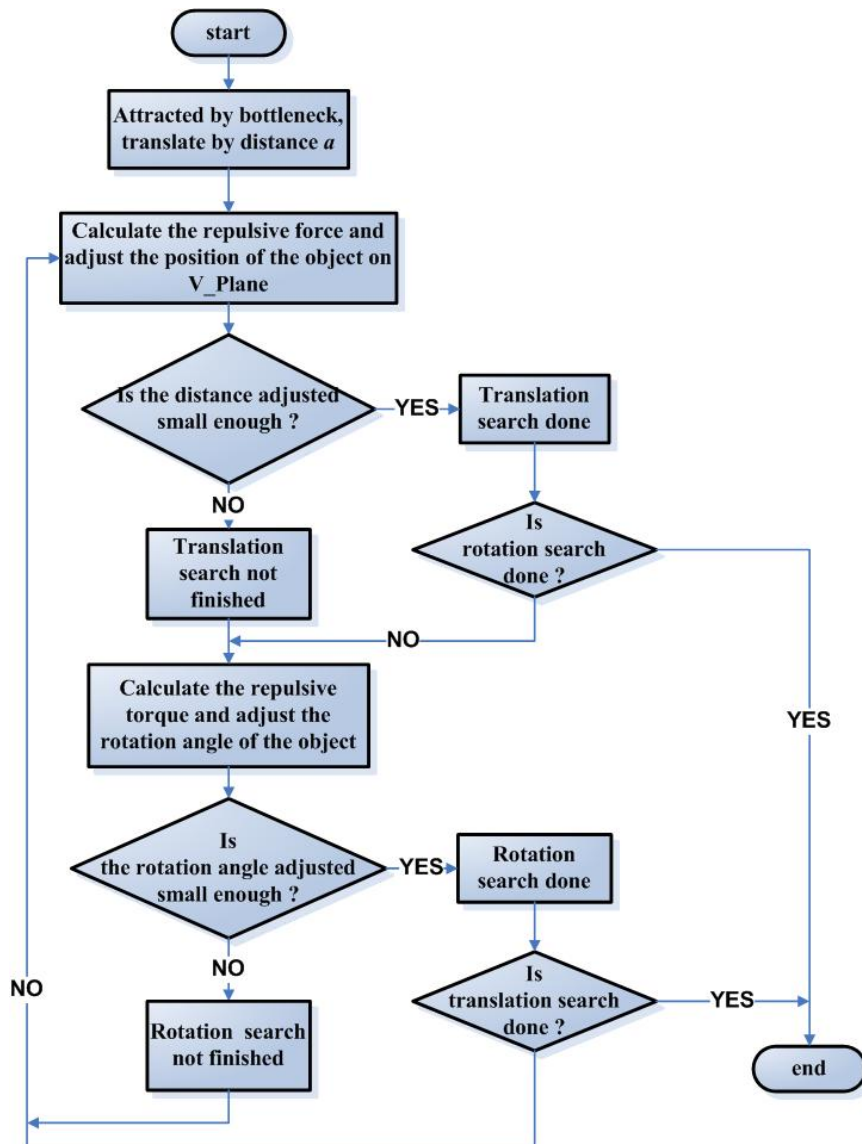 start
Attracted by bottleneck,
translate by distance a
Calculate the repulsive force and
adjust the position of the object on
V_Plane
Is the distance adjusted
small enough ?
YES
Translation
search done
NO
Translation
search not
finished
Is
rotation search
done ?
NO
YES
Calculate the repulsive
torque and adjust the
rotation angle of the object
Is
the rotation angle adjusted
small enough ?
YES
Rotation
search done
NO
NO
Rotation search
not finished
Is
translation search
done ?
YES
end